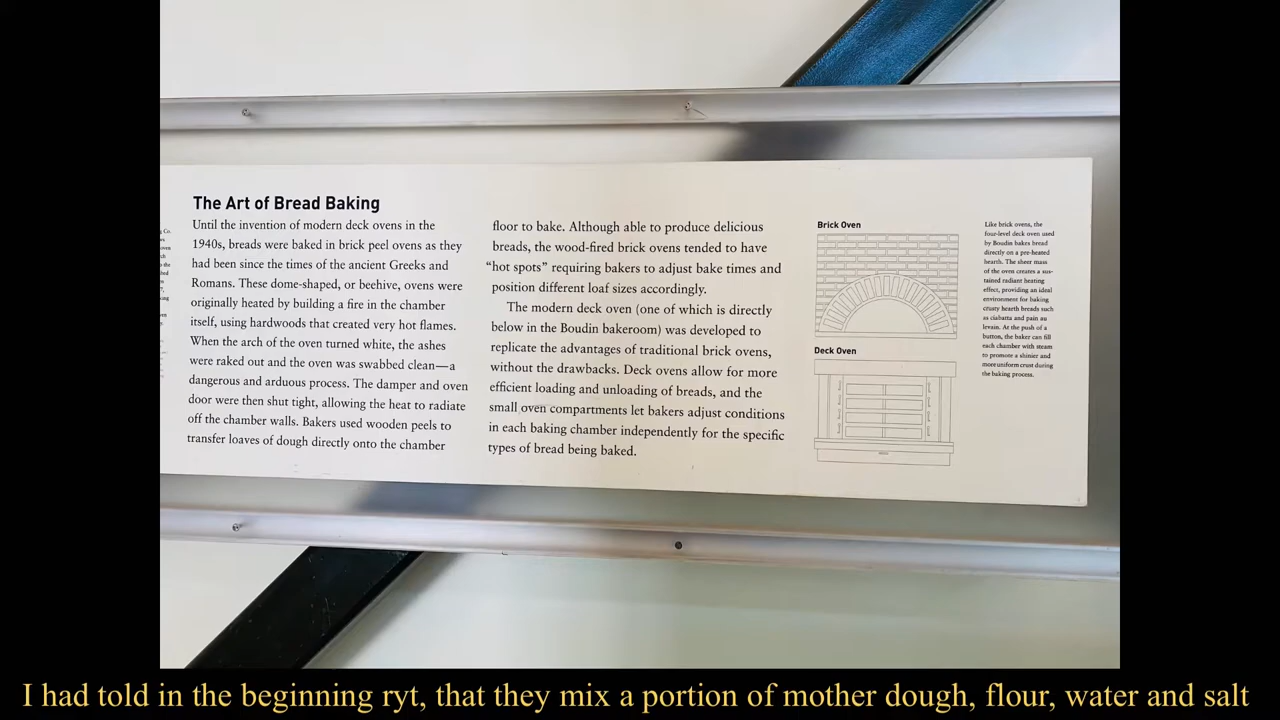 The Art of Bread Baking
Until the invention of modern deck ovens in the
1940s, breads were baked in brick peel ovens as they
had been since the time of the ancient Greeks and
Romans. These dome-shaped, or beehive, ovens were
originally heated by building a fire in the chamber
itself, using hardwoods that created very hot flames.
When the arch of the oven turned white, the ashes
were raked out and the oven was swabbed clean—a
dangerous and arduous process. The damper and oven
door were then shut tight, allowing the heat to radiate
off the chamber walls. Bakers used wooden peels to
transfer loaves of dough directly onto the chamber
floor to bake. Although able to produce delicious
breads, the wood-fired brick ovens tended to have
“hot spots” requiring bakers to adjust bake times and
position different loaf sizes accordingly.
The modern deck oven (one of which is directly
below in the Boudin bakeroom) was developed to
replicate the advantages of traditional brick ovens,
without the drawbacks. Deck ovens allow for more
efficient loading and unloading of breads, and the
small oven compartments let bakers adjust conditions
in each baking chamber independently for the specific
types of bread being baked.
Brick Oven
Deck Oven
Like brick ovens, the
four-level deck oven used
by Boudin bakes bread
directly on a pre-heated
hearth. The sheer mass
of the oven creates a sus-
tained radiant heating
effect, providing an ideal
environment for baking
crusty hearth breads such
as ciabatta and pain au
levain. At the push of a
button, the baker can fill
each chamber with steam
to promote a shinier and
more uniform crust during
the baking process.
I had told in the beginning ryt, that they mix a portion of mother dough, flour, water and salt